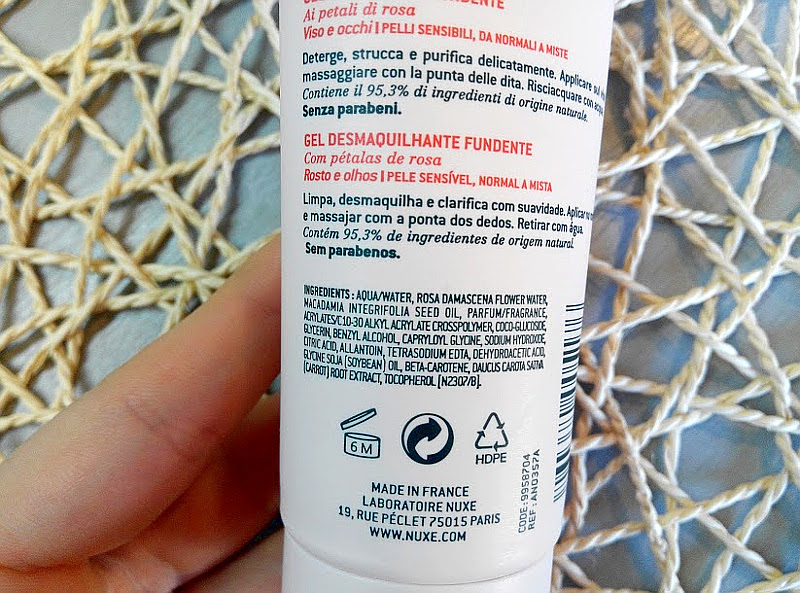 FONDENTE
Ai petali di rosa
Viso e occhi | PELLI SENSIBILI, DA NORMALI A MISTE
Deterge, strucca e purifica delicatamente. Applicare sul
massaggiare con la punta delle dita. Risciacquare con
Contiene il 95,3% di ingredienti di origine naturale.
Senza parabeni.
GEL DESMAQUILHANTE FUNDENTE
Com pétalas de rosa
Rosto e olhos | PELE SENSÍVEL, NORMAL A MISTA
Limpa, desmaquilha e clarifica com suavidade. Aplicar no
e massajar com a ponta dos dedos. Retirar com água.
Contém 95,3% de ingredientes de origem natural.
Sem parabenos.
INGREDIENTS : AQUA/WATER, ROSA DAMASCENA FLOWER WATER,
MACADAMIA INTEGRIFOLIA SEED OIL, PARFUM/FRAGRANCE,
ACRYLATES/C10-30 ALKYL ACRYLATE CROSSPOLYMER, COCO-GLUCOSIDE,
GLYCERIN, BENZYL ALCOHOL, CAPRYLOYL GLYCINE, SODIUM HYDROXIDE,
CITRIC ACID, ALLANTOIN, TETRASODIUM EDTA, DEHYDROACETIC ACID,
GLYCINE SOJA (SOYBEAN) OIL, BETA-CAROTENE, DAUCUS CAROTA SATIVA
(CARROT) ROOT EXTRACT, TOCOPHEROL [N2307/B].
6 M
HDPE
CODE : 9958704
REF : AN0357A
MADE IN FRANCE
LABORATOIRE NUXE
19, RUE PÉCLET 75015 PARIS
WWW.NUXE.COM